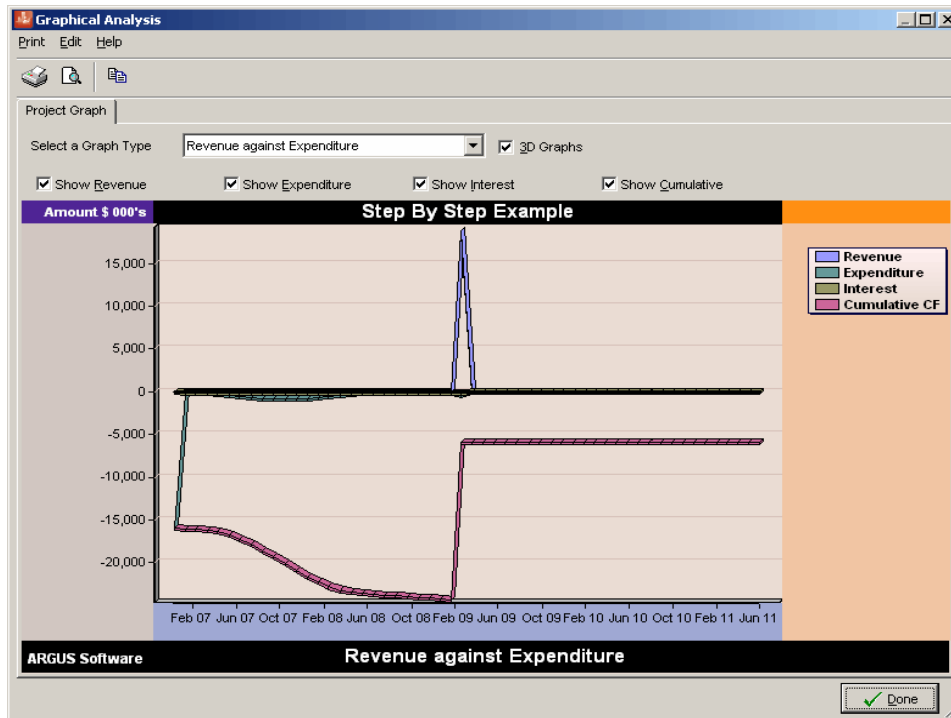 Graphical Analysis
Print Edit Help
Project Graph
Select a Graph Type Revenue against Expenditure 3D Graphs
Show Revenue Show Expenditure Show Interest Show Cumulative
Amount $ 000's Step By Step Example
15,000
10,000
5,000
0
-5,000
-10,000
-15,000
-20,000
Revenue
Expenditure
Interest
Cumulative CF
Feb 07 Jun 07 Oct 07 Feb 08 Jun 08 Oct 08 Feb 09 Jun 09 Oct 09 Feb 10 Jun 10 Oct 10 Feb 11 Jun 11
ARGUS Software Revenue against Expenditure
Done